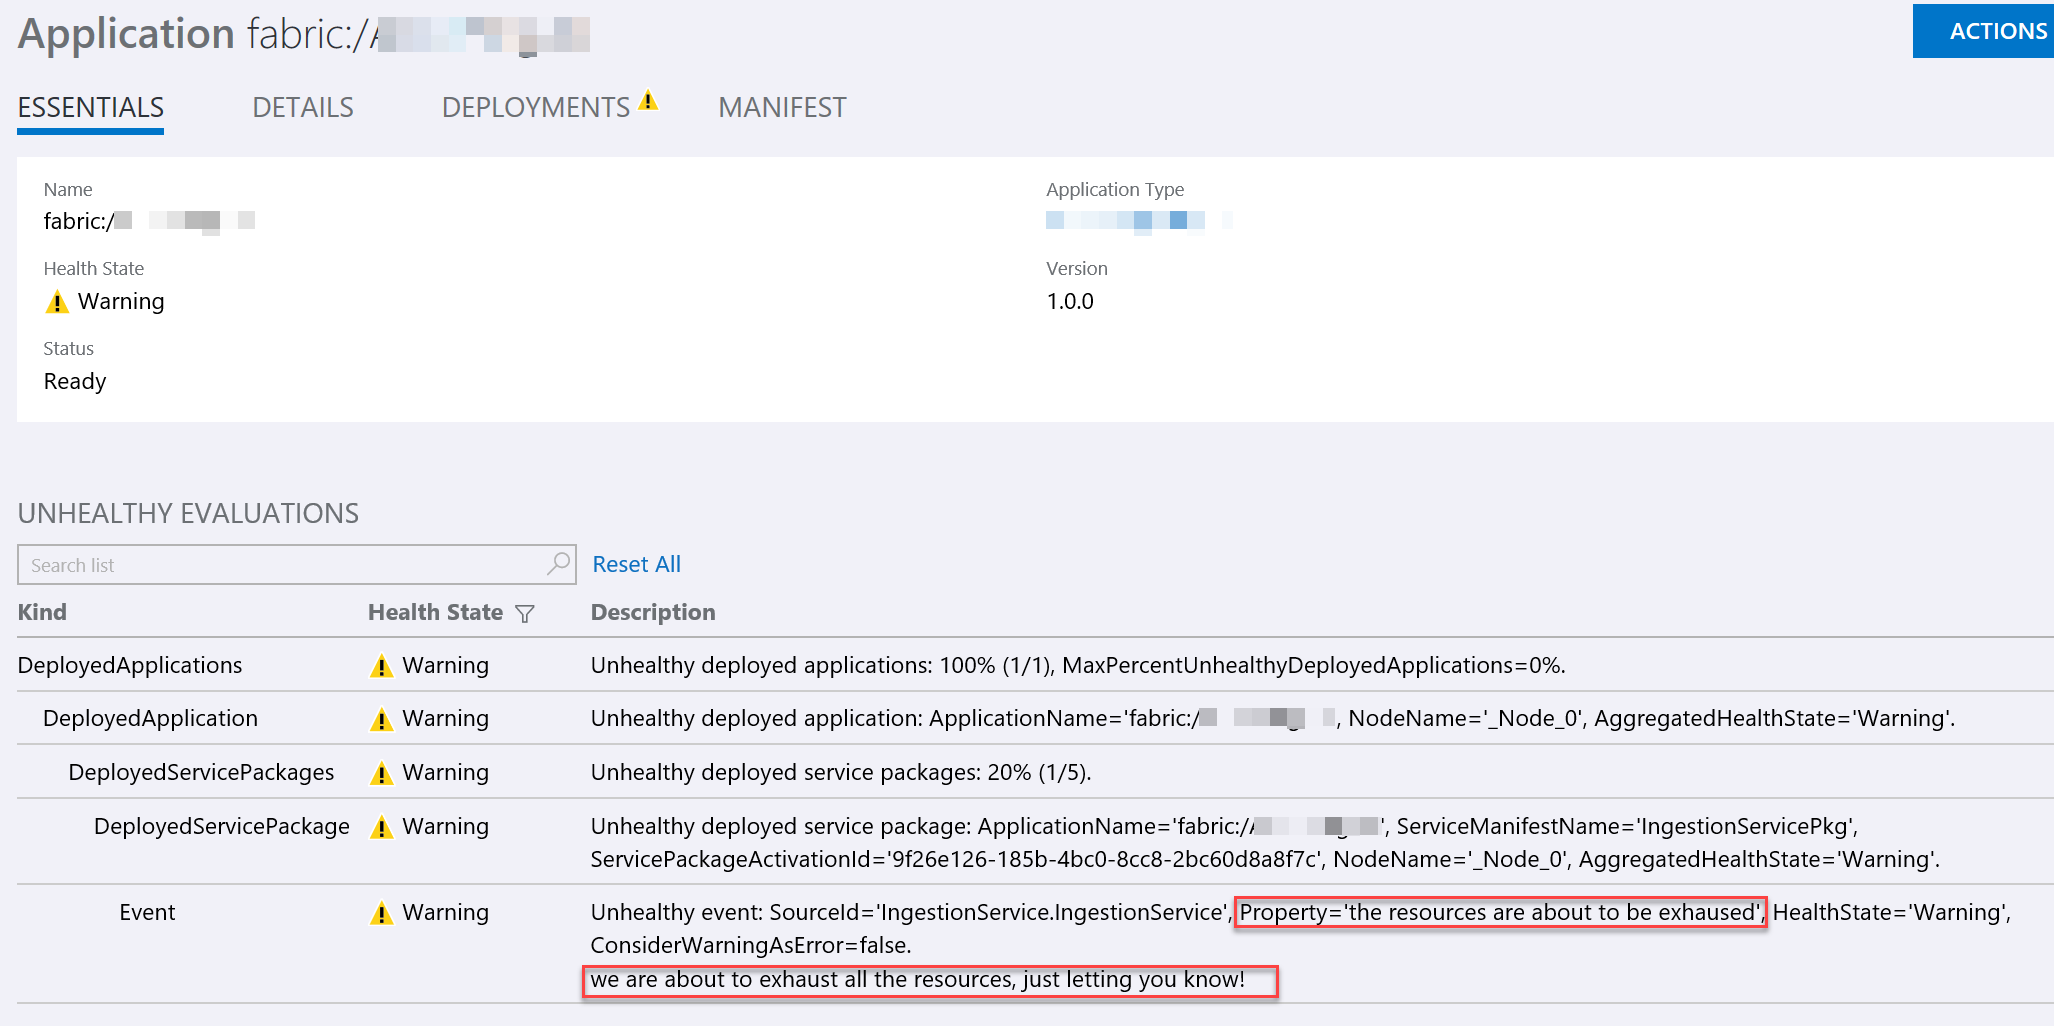 Application fabric:/
ACTIONS
ESSENTIALS DETAILS DEPLOYMENTS MANIFEST
Name
fabric:/
Application Type
Health State
Warning
Version
1.0.0
Status
Ready
UNHEALTHY EVALUATIONS
Search list Reset All
Kind Health State Description
DeployedApplications Warning Unhealthy deployed applications: 100% (1/1), MaxPercentUnhealthyDeployedApplications=0%.
DeployedApplication Warning Unhealthy deployed application: ApplicationName='fabric:/ , NodeName='_Node_0', AggregatedHealthState='Warning'.
DeployedServicePackages Warning Unhealthy deployed service packages: 20% (1/5).
DeployedServicePackage Warning Unhealthy deployed service package: ApplicationName='fabric:/ ', ServiceManifestName='IngestionServicePkg',
ServicePackageActivationId='9f26e126-185b-4bc0-8cc8-2bc60d8a8f7c', NodeName='_Node_0', AggregatedHealthState='Warning'.
Event Warning Unhealthy event: SourceId='IngestionService.IngestionService', Property='the resources are about to be exhaused', HealthState='Warning',
ConsiderWarningAsError=false.
we are about to exhaust all the resources, just letting you know!